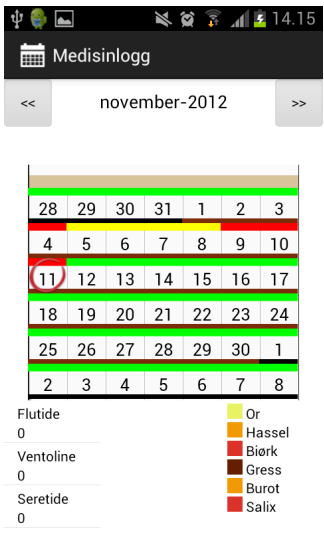 14.15
Medisinlogg
<< november-2012 >>
28 29 30 31 1 2 3
4 5 6 7 8 9 10
11 12 13 14 15 16 17
18 19 20 21 22 23 24
25 26 27 28 29 30 1
2 3 4 5 6 7 8
Flutide
0
Ventoline
0
Seretide
0
Or
Hassel
Biørk
Gress
Burot
Salix